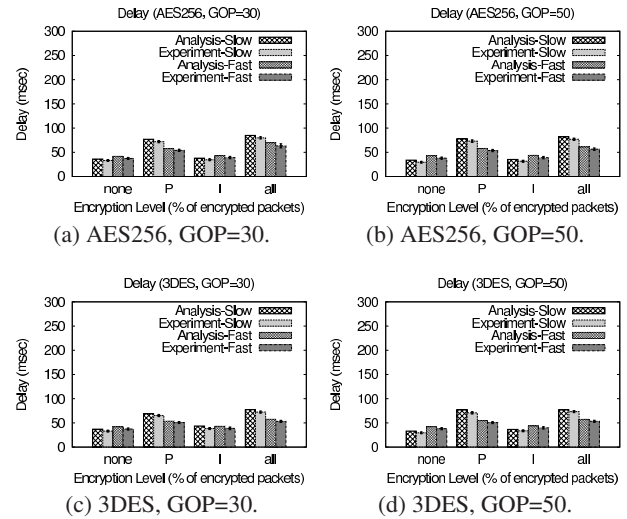 Delay (AES256, GOP=30)
300
250
200
150
100
50
0
Delay (msec)
Analysis-Slow
Experiment-Slow
Analysis-Fast
Experiment-Fast
none P I all
Encryption Level (% of encrypted packets)
(a) AES256, GOP=30.
Delay (AES256, GOP=50)
300
250
200
150
100
50
0
Delay (msec)
Analysis-Slow
Experiment-Slow
Analysis-Fast
Experiment-Fast
none P I all
Encryption Level (% of encrypted packets)
(b) AES256, GOP=50.
Delay (3DES, GOP=30)
300
250
200
150
100
50
0
Delay (msec)
Analysis-Slow
Experiment-Slow
Analysis-Fast
Experiment-Fast
none P I all
Encryption Level (% of encrypted packets)
(c) 3DES, GOP=30.
Delay (3DES, GOP=50)
300
250
200
150
100
50
0
Delay (msec)
Analysis-Slow
Experiment-Slow
Analysis-Fast
Experiment-Fast
none P I all
Encryption Level (% of encrypted packets)
(d) 3DES, GOP=50.